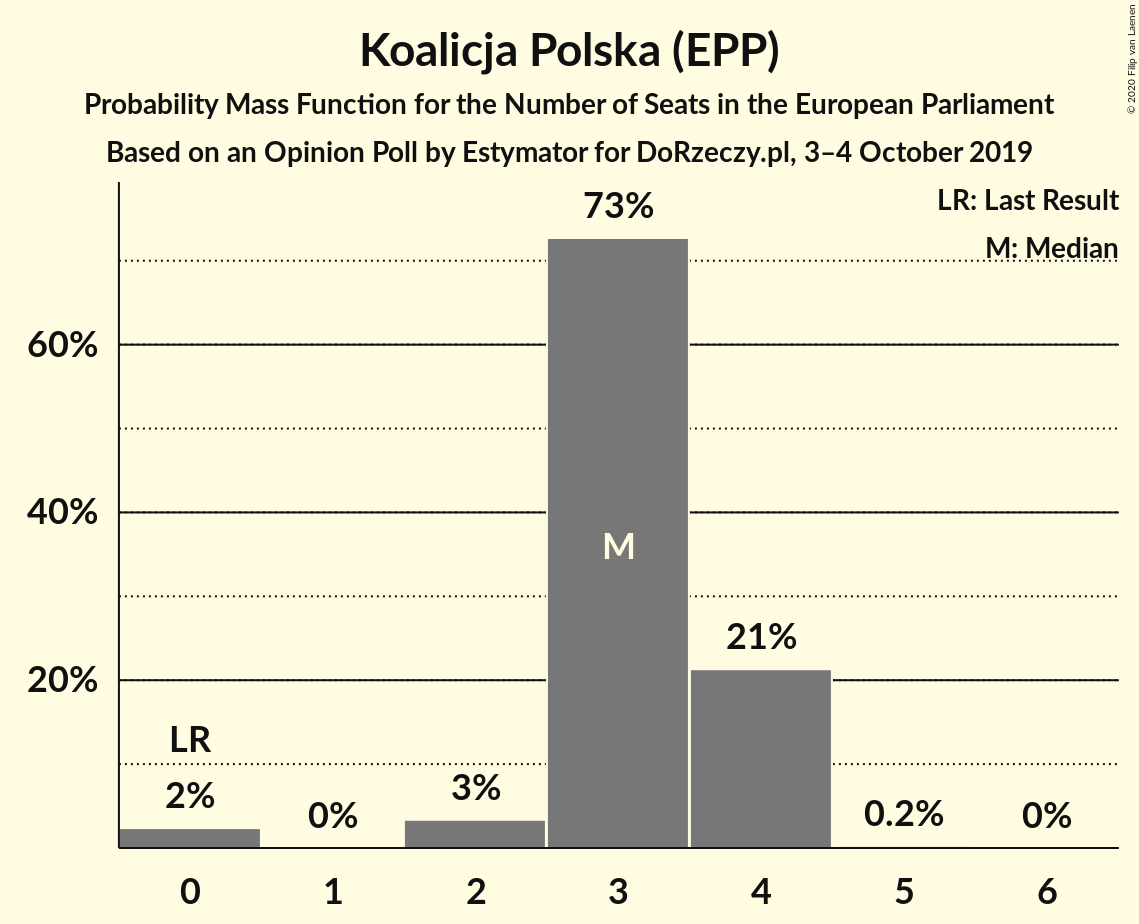 Koalicja Polska (EPP)
Probability Mass Function for the Number of Seats in the European Parliament
Based on an Opinion Poll by Estymator for DoRzeczy.pl, 3–4 October 2019
© 2020 Filip van Laenen
LR: Last Result
M: Median
73%
60%
40%
M
21%
20%
LR
2%
0%
3%
0.2%
0%
0
1
2
3
4
5
6